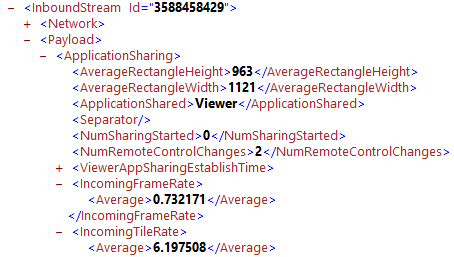 − <InboundStream Id="3588458429">
+ <Network>
− <Payload>
− <ApplicationSharing>
<AverageRectangleHeight>963</AverageRectangleHeight>
<AverageRectangleWidth>1121</AverageRectangleWidth>
<ApplicationShared>Viewer</ApplicationShared>
<Separator/>
<NumSharingStarted>0</NumSharingStarted>
<NumRemoteControlChanges>2</NumRemoteControlChanges>
+ <ViewerAppSharingEstablishTime>
− <IncomingFrameRate>
<Average>0.732171</Average>
</IncomingFrameRate>
− <IncomingTileRate>
<Average>6.197508</Average>